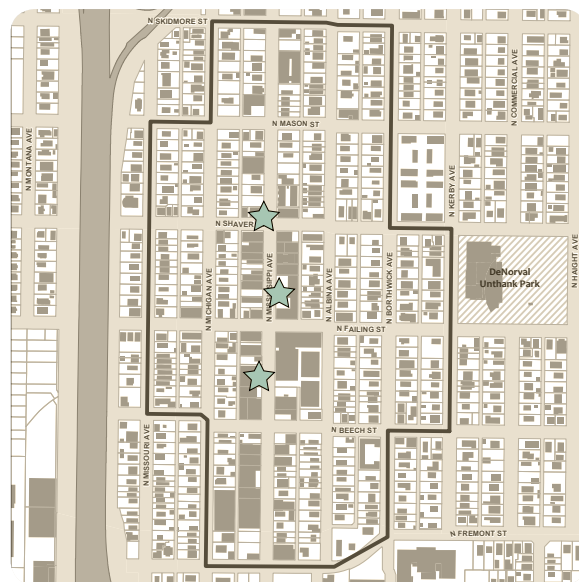 N SKIDMORE ST
N COMMERCIAL AVE
N MASON ST
N MONTANA AVE
N KERBY AVE
N SHAVER
N MICHIGAN AVE
N ALBINA AVE
N BORTHWICK AVE
N HAIGHT AVE
DeNorval
Unthank Park
N FAILING ST
N BEECH ST
N MISSOURI AVE
N FREMONT ST